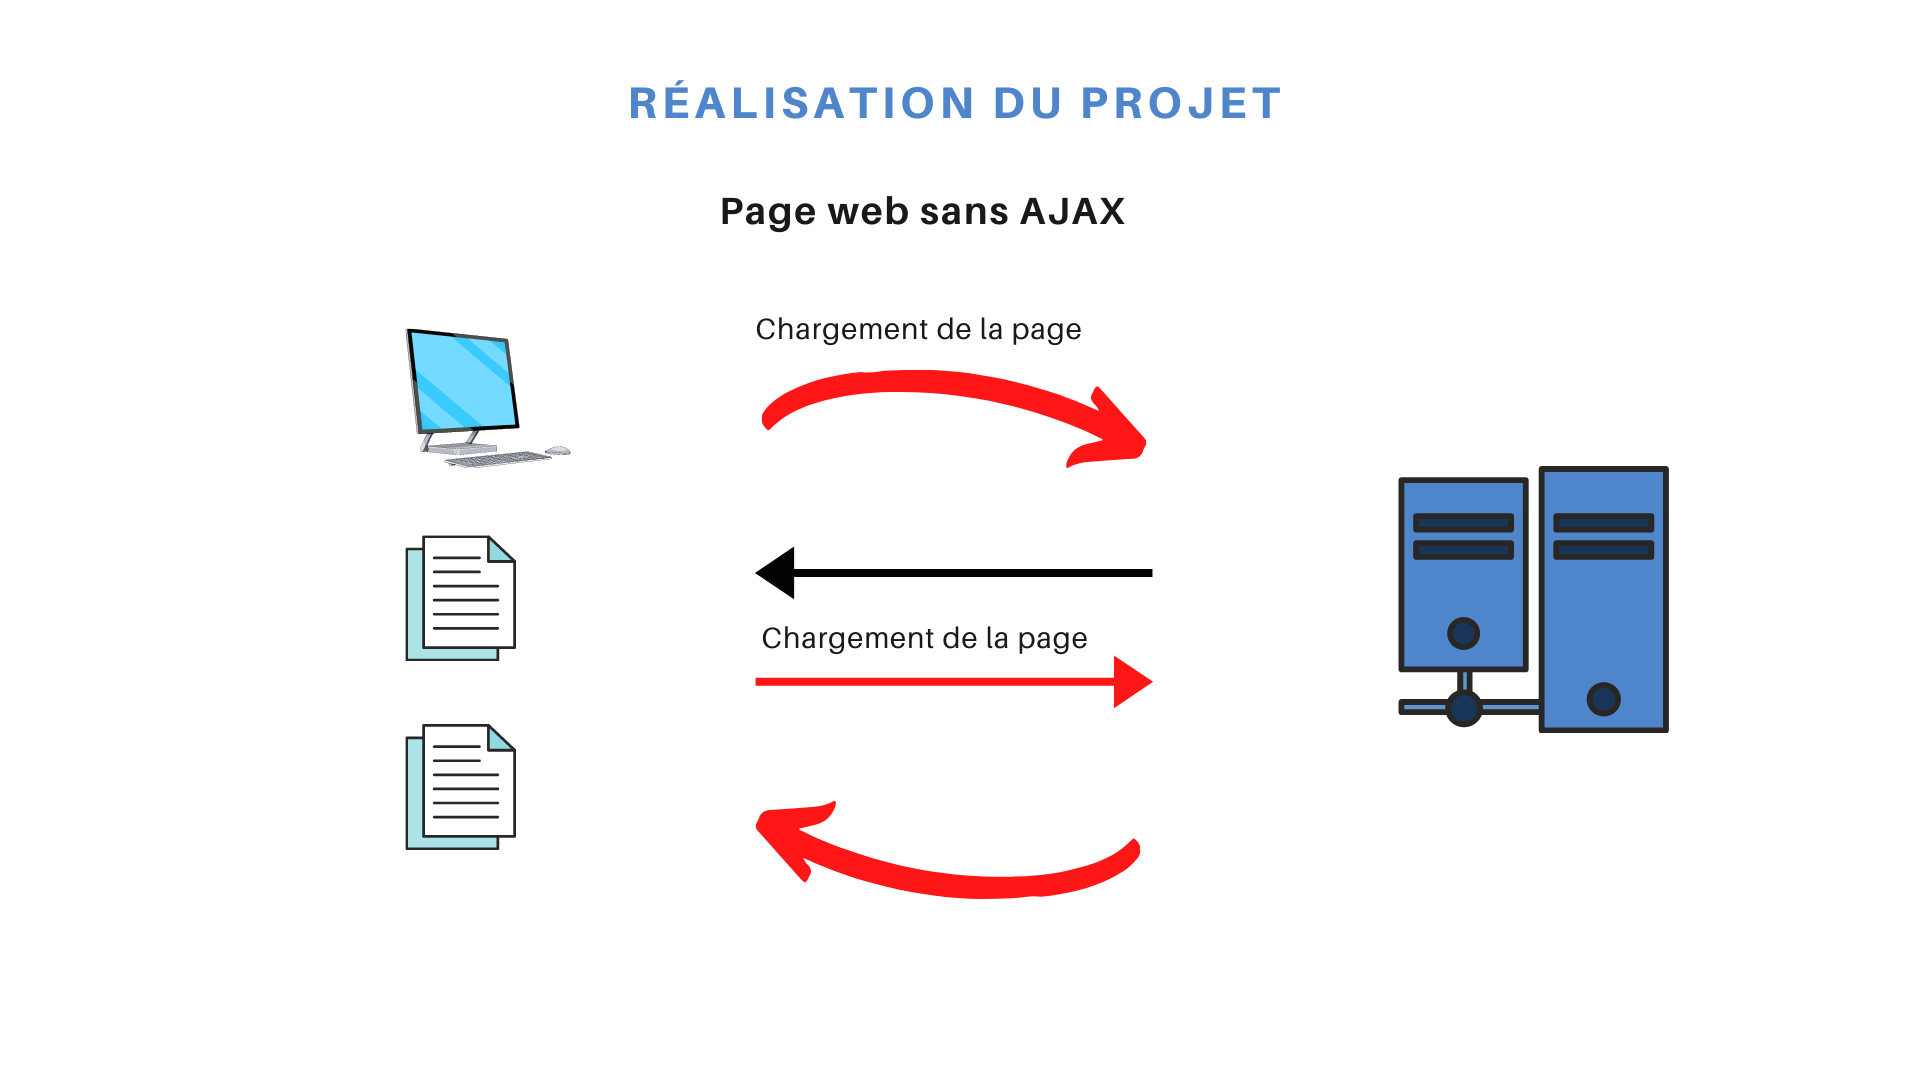 RÉALISATION DU PROJET
Page web sans AJAX
Chargement de la page
Chargement de la page